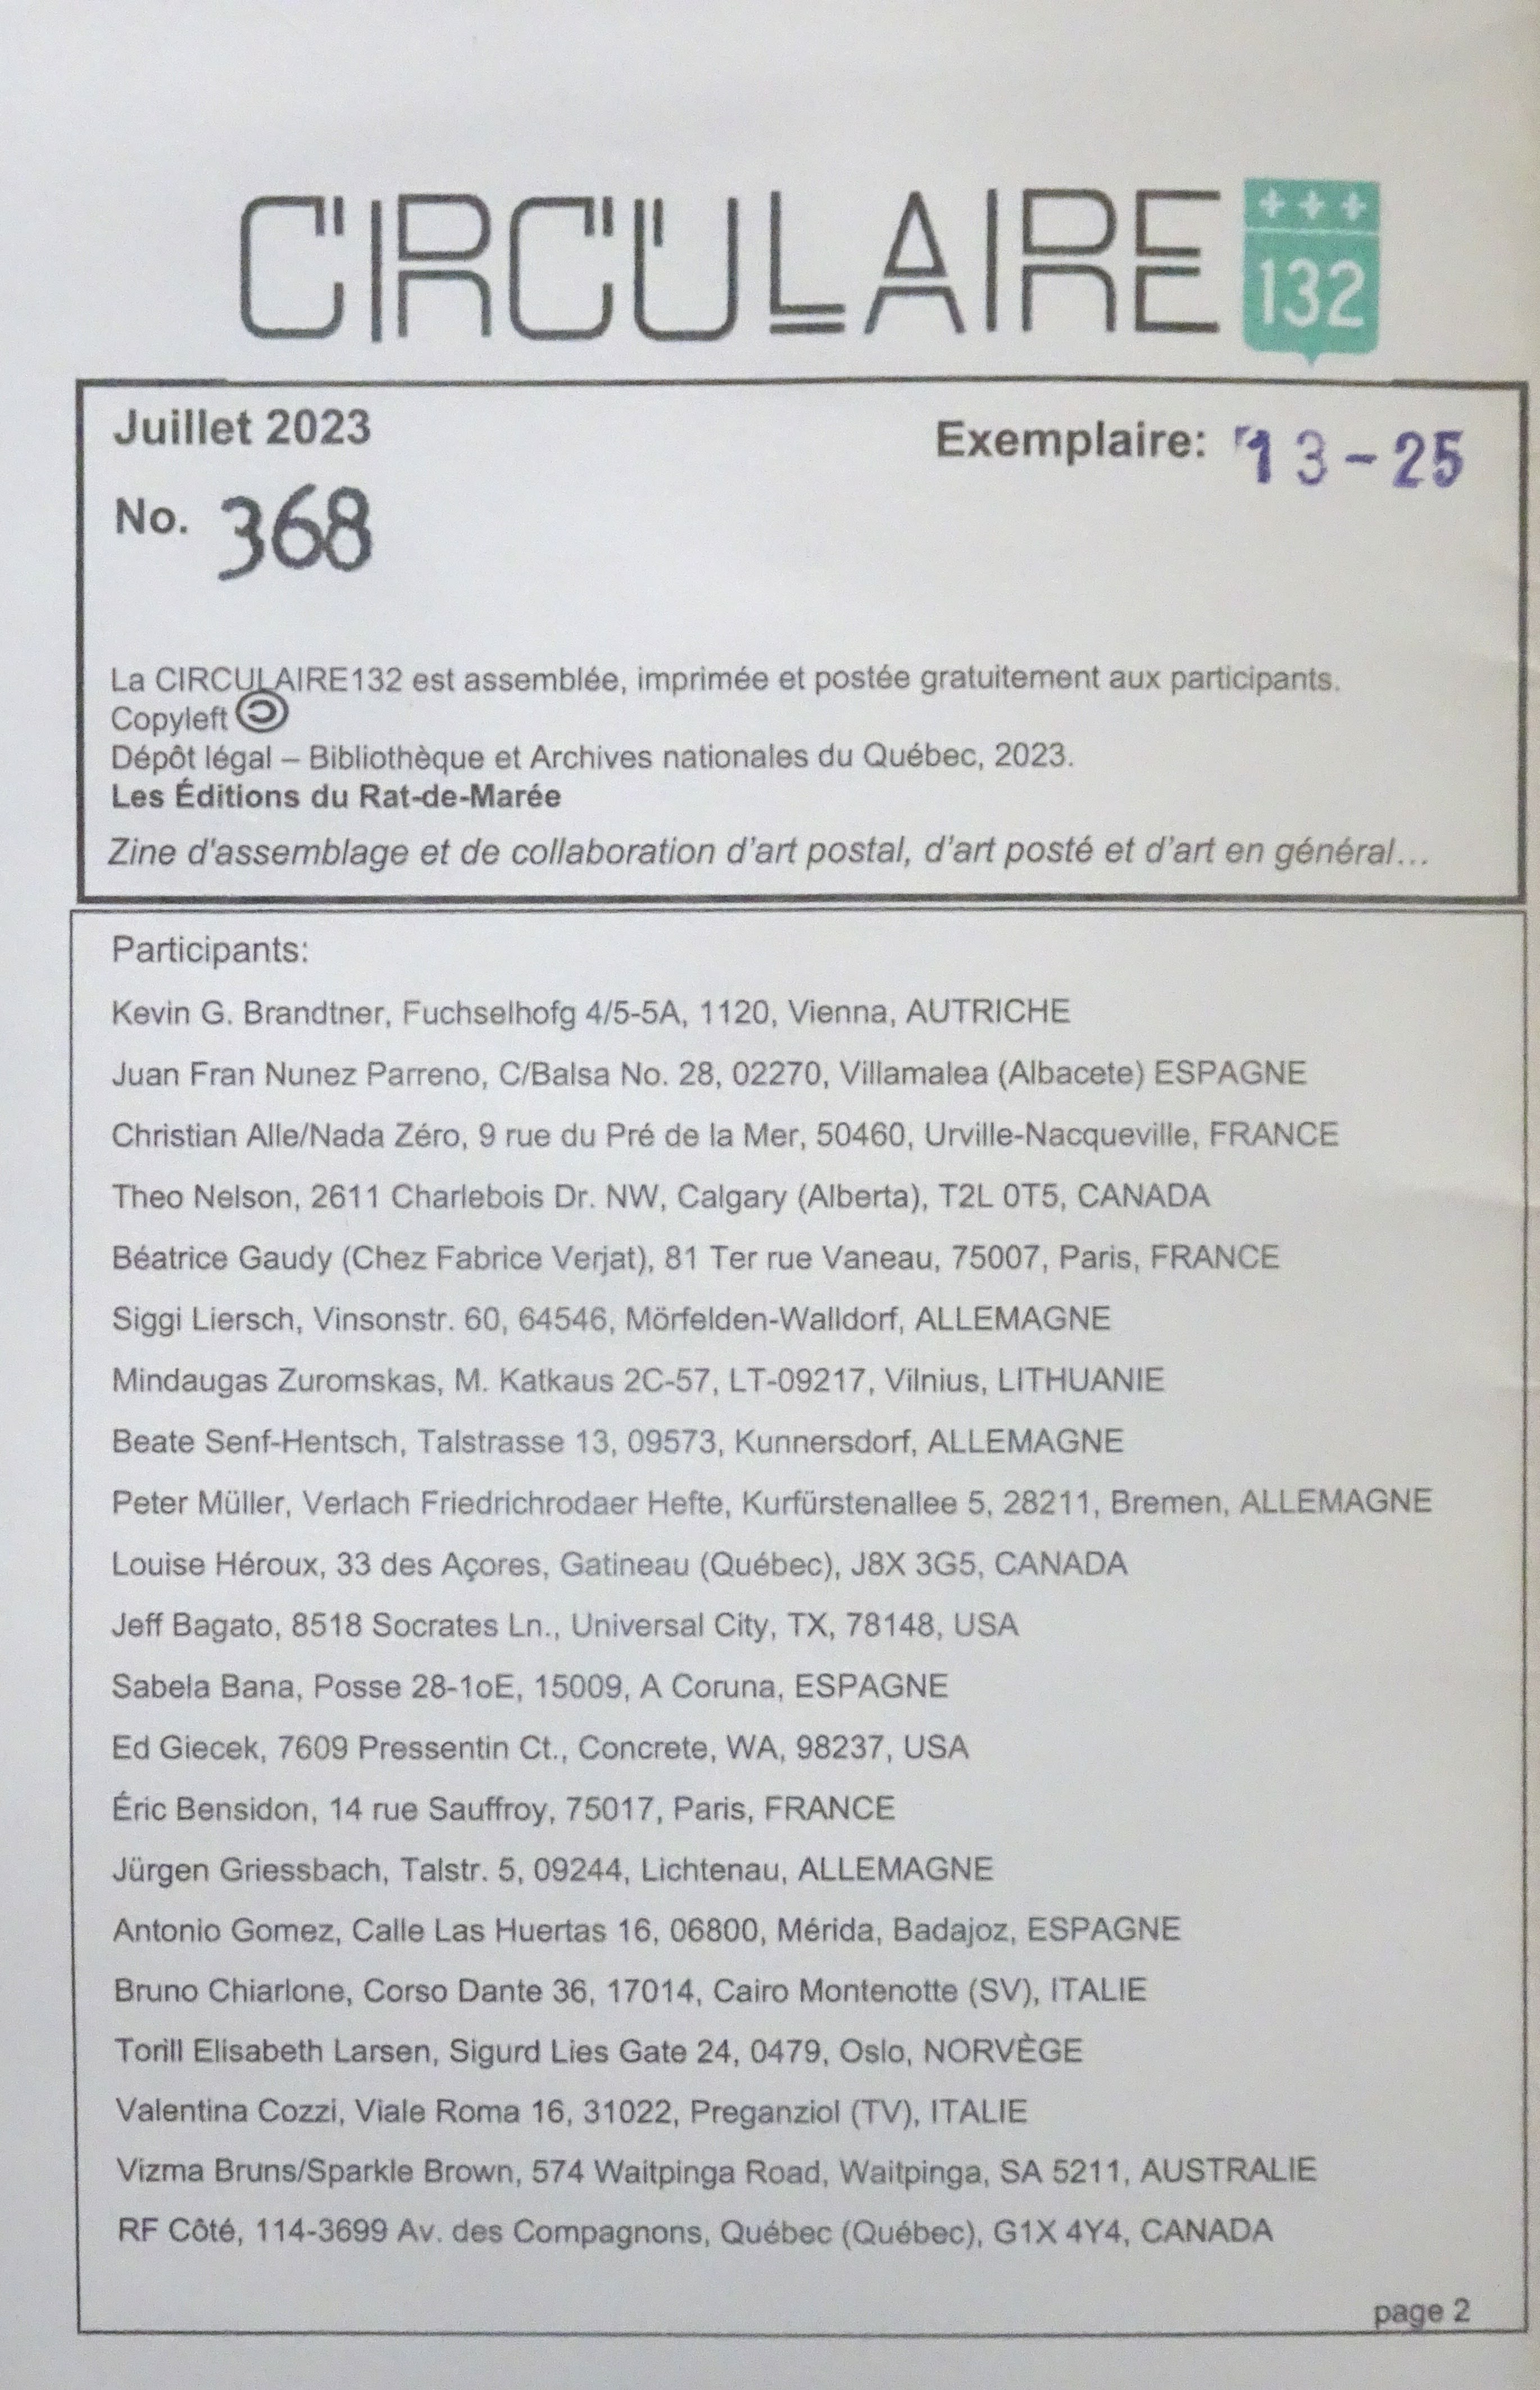 CIRCULAIRE 132
Juillet 2023
Exemplaire: 13-25
No. 368
La CIRCULAIRE132 est assemblée, imprimée et postée gratuitement aux participants.
Copyleft
Dépôt légal – Bibliothèque et Archives nationales du Québec, 2023.
Les Éditions du Rat-de-Marée
Zine d'assemblage et de collaboration d'art postal, d'art posté et d'art en général...
Participants:
Kevin G. Brandtner, Fuchselhofg 4/5-5A, 1120, Vienna, AUTRICHE
Juan Fran Nunez Parreno, C/Balsa No. 28, 02270, Villamalea (Albacete) ESPAGNE
Christian Alle/Nada Zéro, 9 rue du Pré de la Mer, 50460, Urville-Nacqueville, FRANCE
Theo Nelson, 2611 Charlebois Dr. NW, Calgary (Alberta), T2L 0T5, CANADA
Béatrice Gaudy (Chez Fabrice Verjat), 81 Ter rue Vaneau, 75007, Paris, FRANCE
Siggi Liersch, Vinsonstr. 60, 64546, Mörfelden-Walldorf, ALLEMAGNE
Mindaugas Zuromskas, M. Katkaus 2C-57, LT-09217, Vilnius, LITHUANIE
Beate Senf-Hentsch, Talstrasse 13, 09573, Kunnersdorf, ALLEMAGNE
Peter Müller, Verlach Friedrichrodaer Hefte, Kurfürstenallee 5, 28211, Bremen, ALLEMAGNE
Louise Héroux, 33 des Açores, Gatineau (Québec), J8X 3G5, CANADA
Jeff Bagato, 8518 Socrates Ln., Universal City, TX, 78148, USA
Sabela Bana, Posse 28-1oE, 15009, A Coruna, ESPAGNE
Ed Giecek, 7609 Pressentin Ct., Concrete, WA, 98237, USA
Éric Bensidon, 14 rue Sauffroy, 75017, Paris, FRANCE
Jürgen Griessbach, Talstr. 5, 09244, Lichtenau, ALLEMAGNE
Antonio Gomez, Calle Las Huertas 16, 06800, Mérida, Badajoz, ESPAGNE
Bruno Chiarlone, Corso Dante 36, 17014, Cairo Montenotte (SV), ITALIE
Torill Elisabeth Larsen, Sigurd Lies Gate 24, 0479, Oslo, NORVÈGE
Valentina Cozzi, Viale Roma 16, 31022, Preganziol (TV), ITALIE
Vizma Bruns/Sparkle Brown, 574 Waitpinga Road, Waitpinga, SA 5211, AUSTRALIE
RF Côté, 114-3699 Av. des Compagnons, Québec (Québec), G1X 4Y4, CANADA
page 2